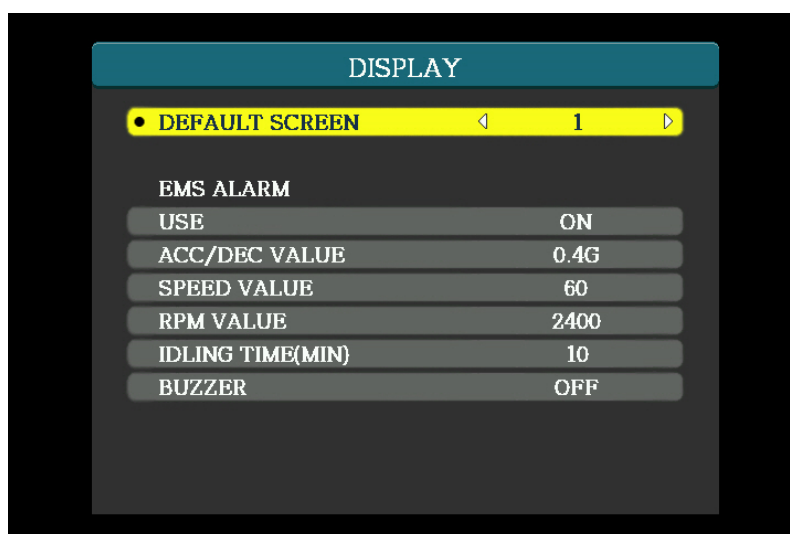 DISPLAY
DEFAULT SCREEN 1
EMS ALARM
USE ON
ACC/DEC VALUE 0.4G
SPEED VALUE 60
RPM VALUE 2400
IDLING TIME(MIN) 10
BUZZER OFF